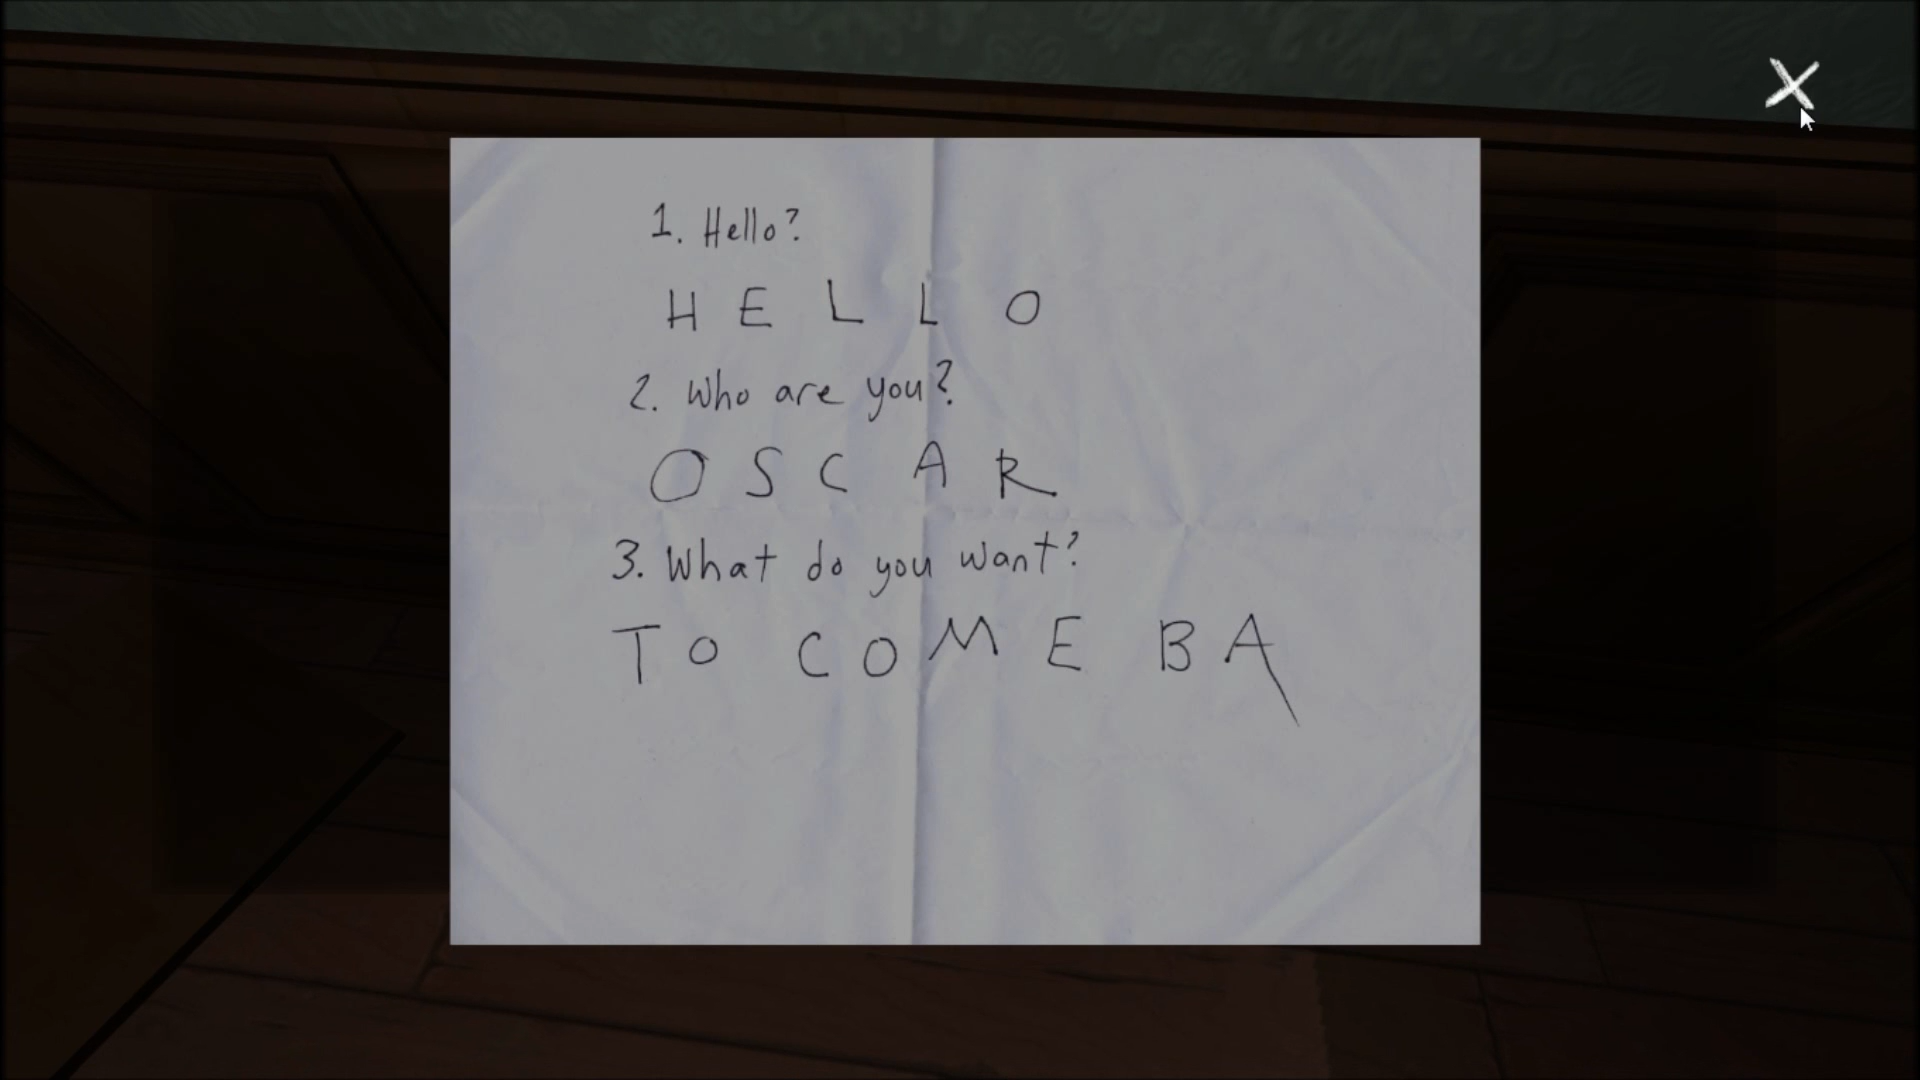 1. Hello?
H E L L O
2. Who are you?
O S C A R
3. What do you want?
T O C O M E B A